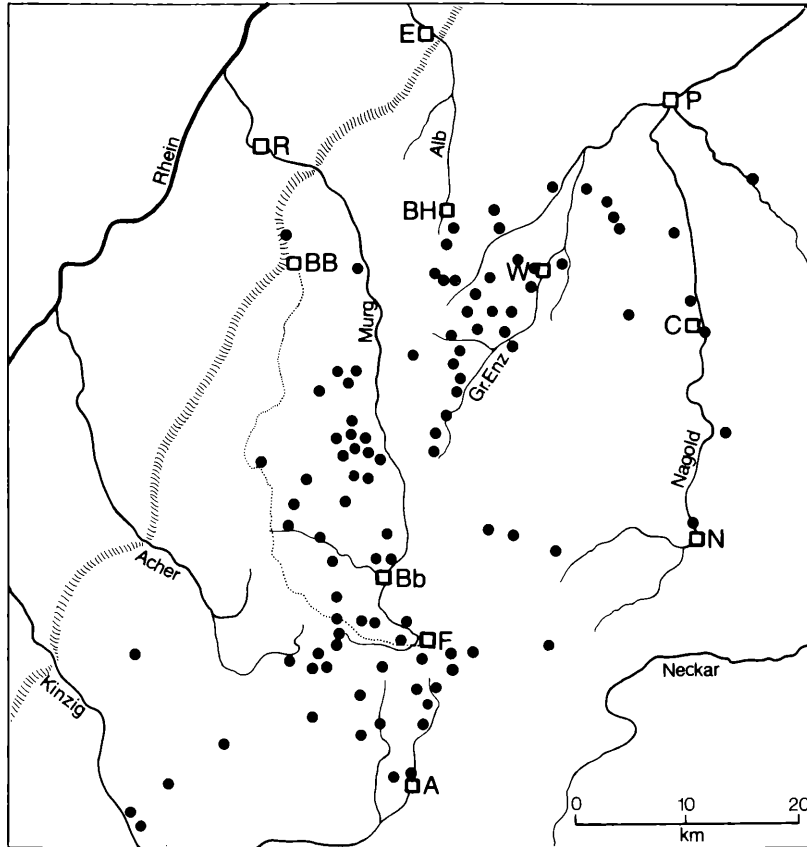 E
P
Rhein
R
Alb
BH
BB
W
Murg
C
Gr.Enz
Nagold
N
Acher
Bb
F
Kinzig
Neckar
A
0 10 20
km